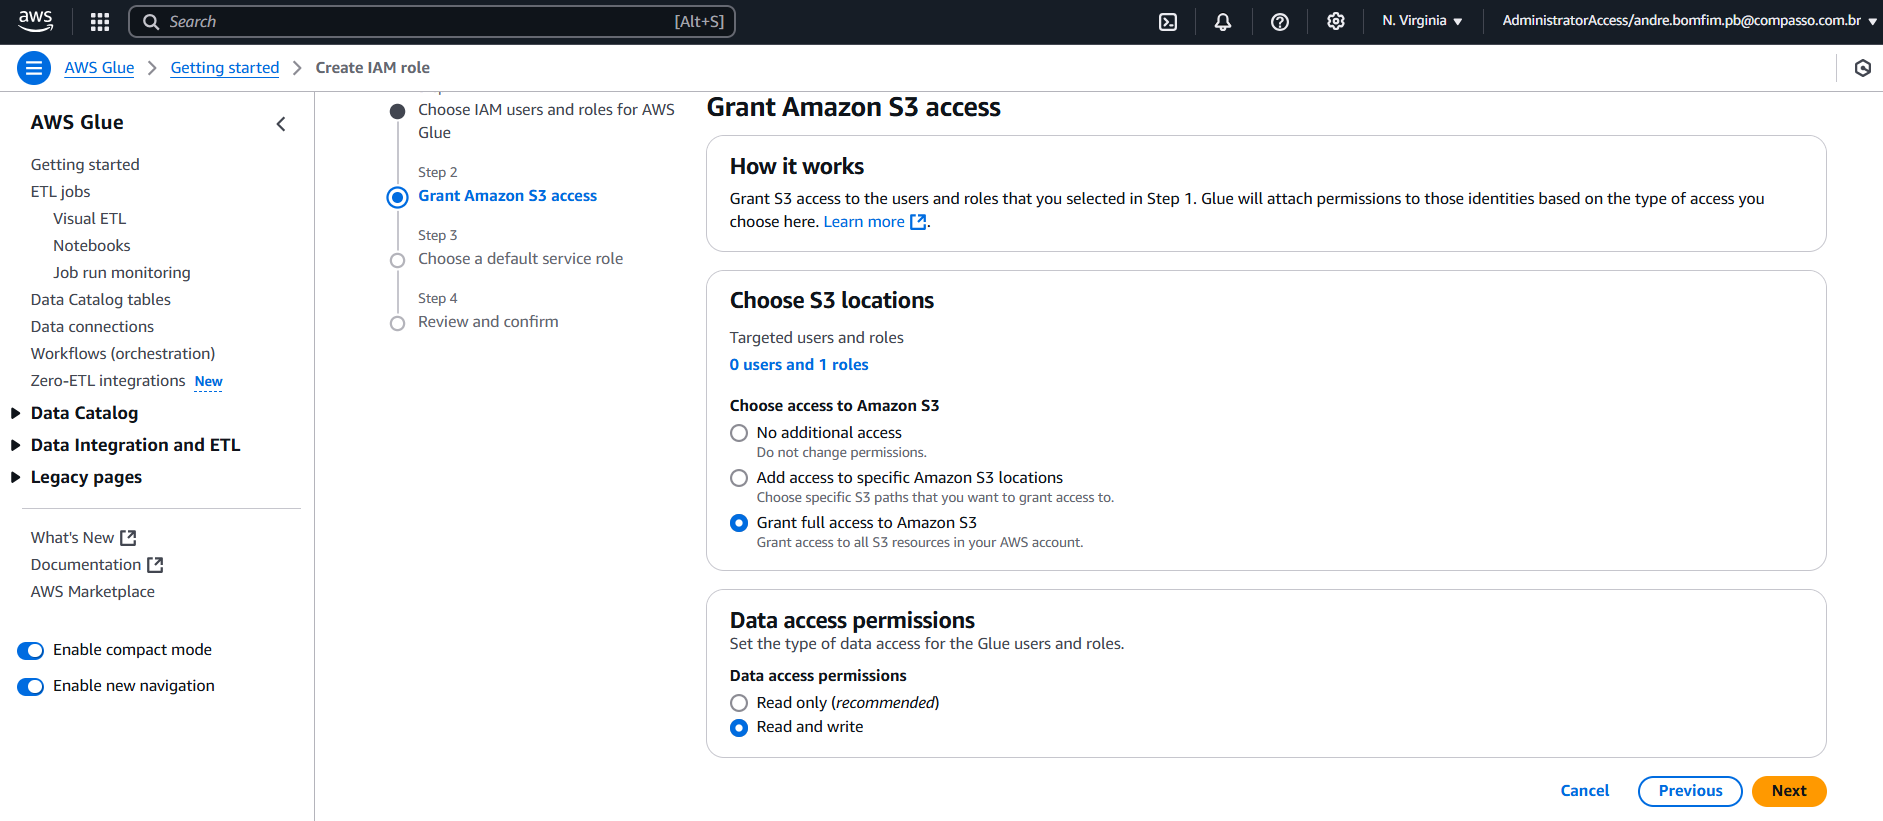 aws
Search [Alt+S]
N. Virginia
AdministratorAccess/andre.bomfim.pb@compasso.com.br
AWS Glue
Getting started
Create IAM role
AWS Glue
Getting started
ETL jobs
Visual ETL
Notebooks
Job run monitoring
Data Catalog tables
Data connections
Workflows (orchestration)
Zero-ETL integrations New
Data Catalog
Data Integration and ETL
Legacy pages
What's New
Documentation
AWS Marketplace
Enable compact mode
Enable new navigation
Choose IAM users and roles for AWS
Glue
Step 2
Grant Amazon S3 access
Step 3
Choose a default service role
Step 4
Review and confirm
Grant Amazon S3 access
How it works
Grant S3 access to the users and roles that you selected in Step 1. Glue will attach permissions to those identities based on the type of access you
choose here. Learn more.
Choose S3 locations
Targeted users and roles
0 users and 1 roles
Choose access to Amazon S3
No additional access
Do not change permissions.
Add access to specific Amazon S3 locations
Choose specific S3 paths that you want to grant access to.
Grant full access to Amazon S3
Grant access to all S3 resources in your AWS account.
Data access permissions
Set the type of data access for the Glue users and roles.
Data access permissions
Read only (recommended)
Read and write
Cancel
Previous
Next